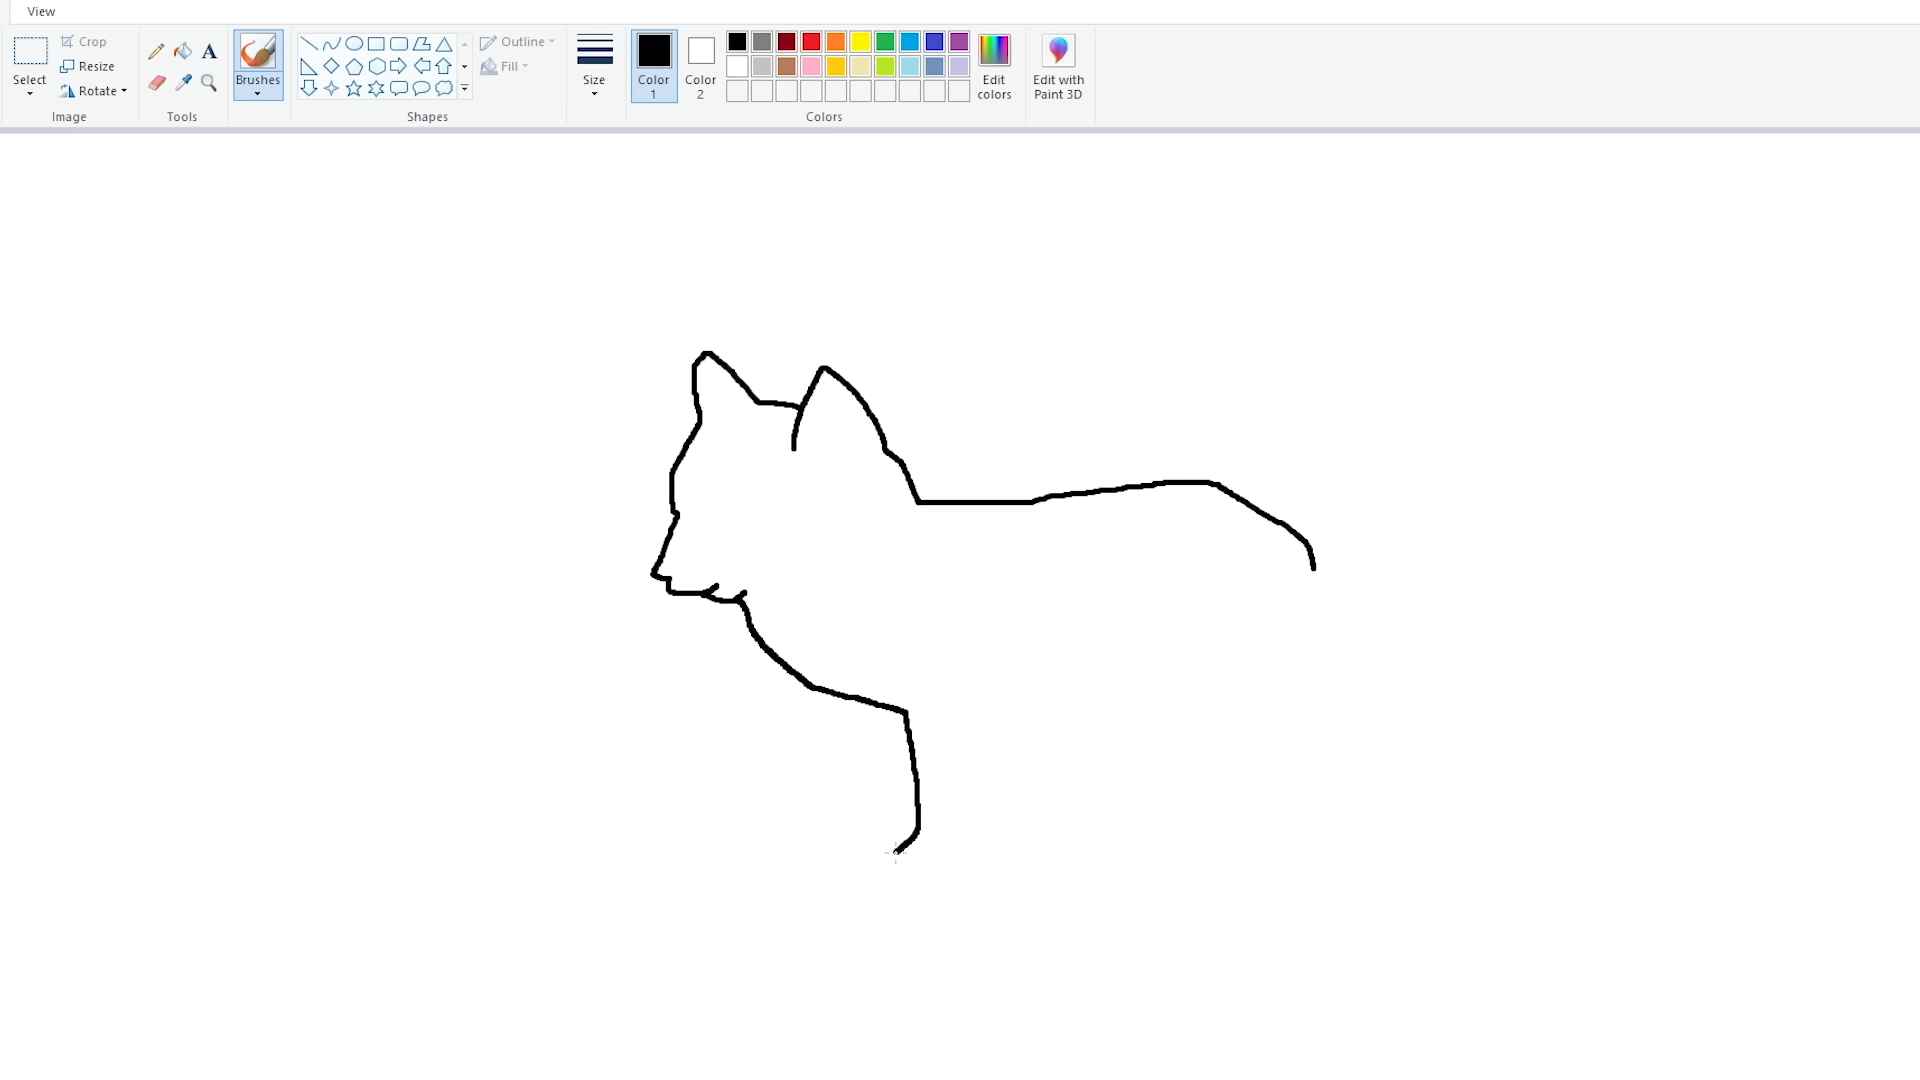 View
Crop
Resize
Rotate
Select
Image
A
Tools
Brushes
Outline
Fill
Shapes
Size
Color
1
Color
2
Edit
colors
Colors
Edit with
Paint 3D